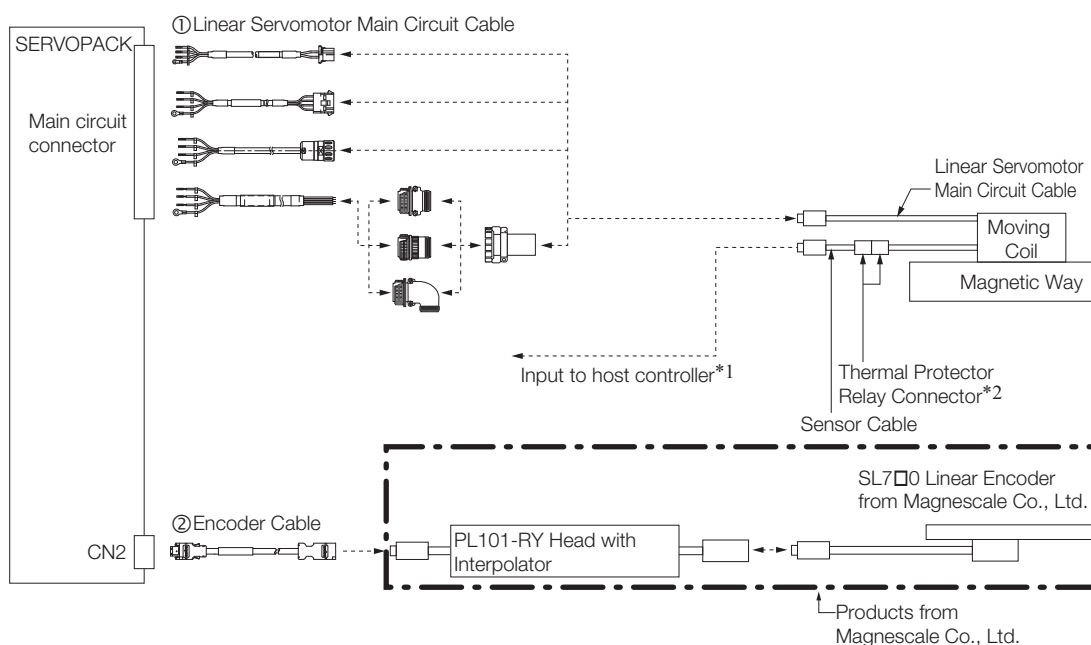 ①Linear Servomotor Main Circuit Cable
SERVOPACK
Main circuit
connector
Linear Servomotor
Main Circuit Cable
Moving
Coil
Magnetic Way
Input to host controller*1
Thermal Protector
Relay Connector*2
Sensor Cable
SL7□0 Linear Encoder
from Magnescale Co., Ltd.
②Encoder Cable
CN2
PL101-RY Head with
Interpolator
Products from
Magnescale Co., Ltd.